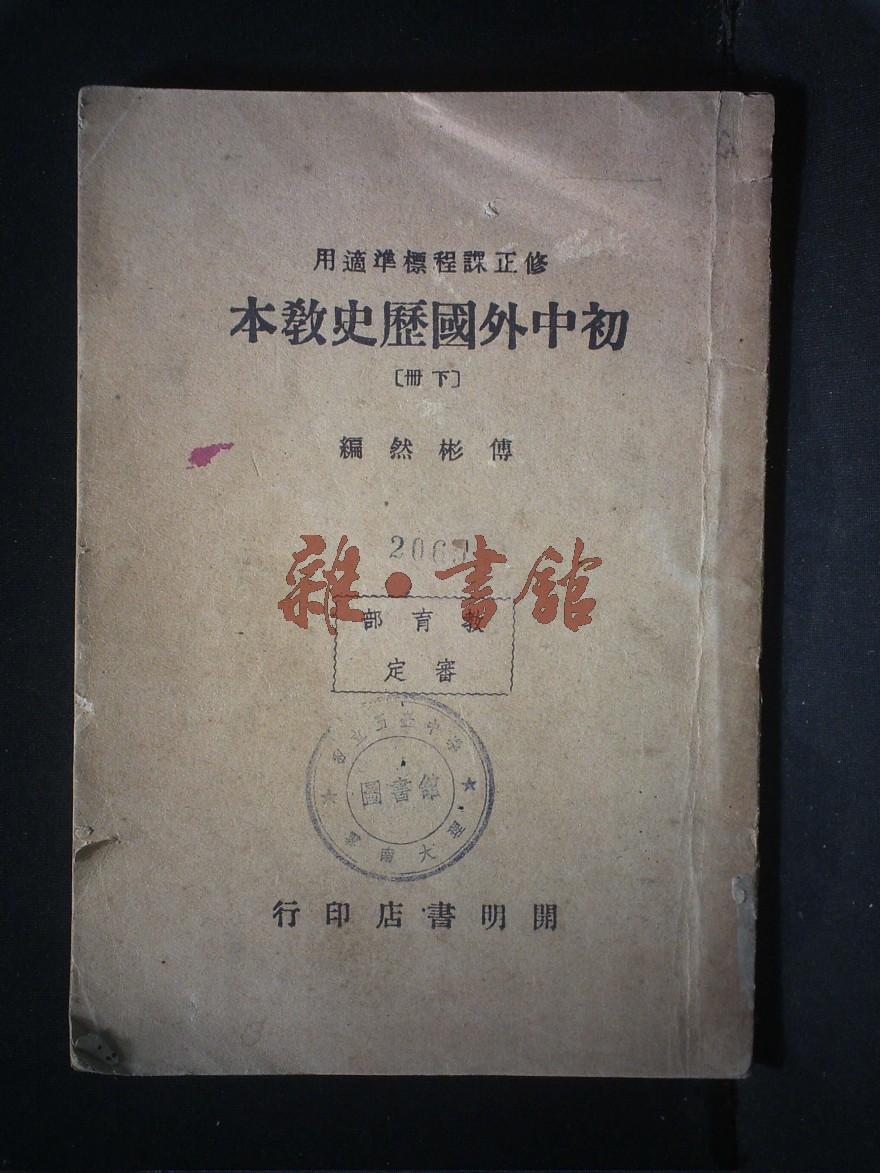 修正課程標準適用
初中外國歷史教本
〔下冊〕
傅彬然編
206
雜·書館
教育部
審定
圖書館
開明書店印行